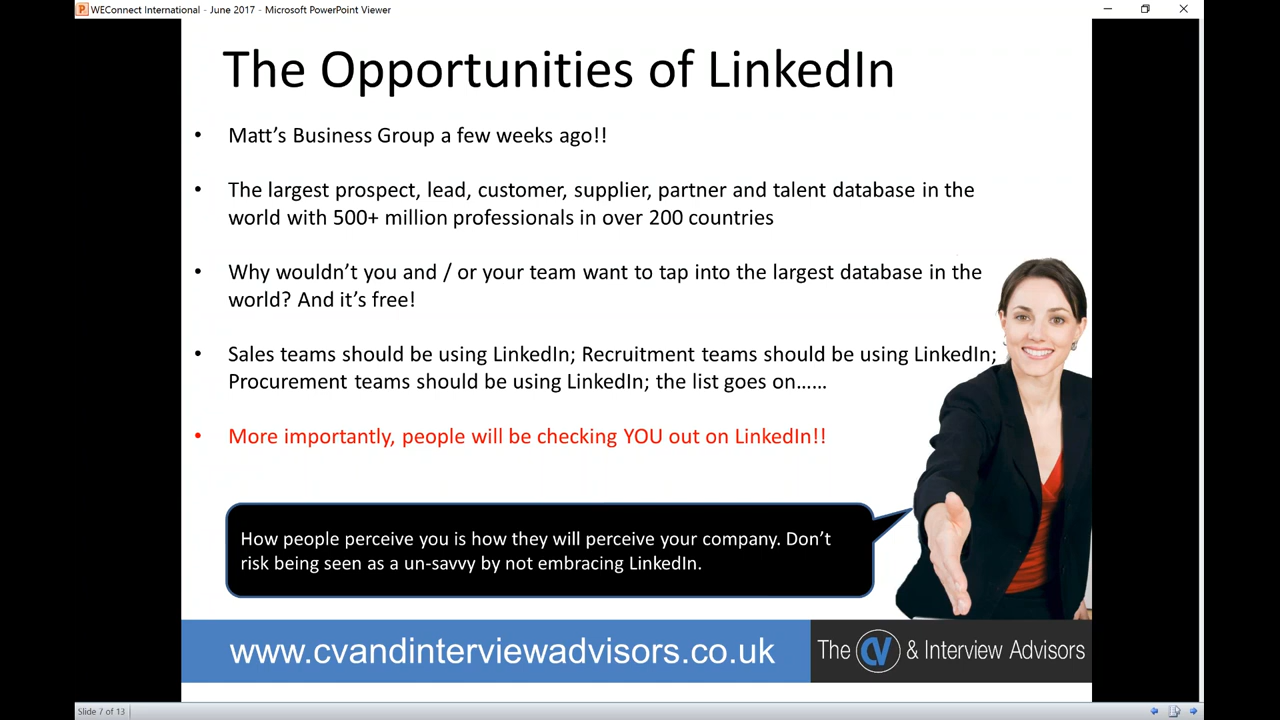 WEConnect International - June 2017 - Microsoft PowerPoint Viewer
The Opportunities of LinkedIn
• Matt’s Business Group a few weeks ago!!
• The largest prospect, lead, customer, supplier, partner and talent database in the
world with 500+ million professionals in over 200 countries
• Why wouldn’t you and / or your team want to tap into the largest database in the
world? And it’s free!
• Sales teams should be using LinkedIn; Recruitment teams should be using LinkedIn;
Procurement teams should be using LinkedIn; the list goes on……
• More importantly, people will be checking YOU out on LinkedIn!!
How people perceive you is how they will perceive your company. Don’t
risk being seen as a un-savvy by not embracing LinkedIn.
www.cvandinterviewadvisors.co.uk
The CV & Interview Advisors
Slide 7 of 13